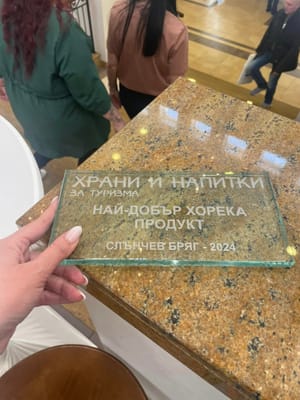 ХРАНИ И НАПИТКИ
ЗА ТУРИЗМА
НАЙ-ДОБЪР ХОРЕКА
ПРОДУКТ
СЛЪНЧЕВ БРЯГ - 2024